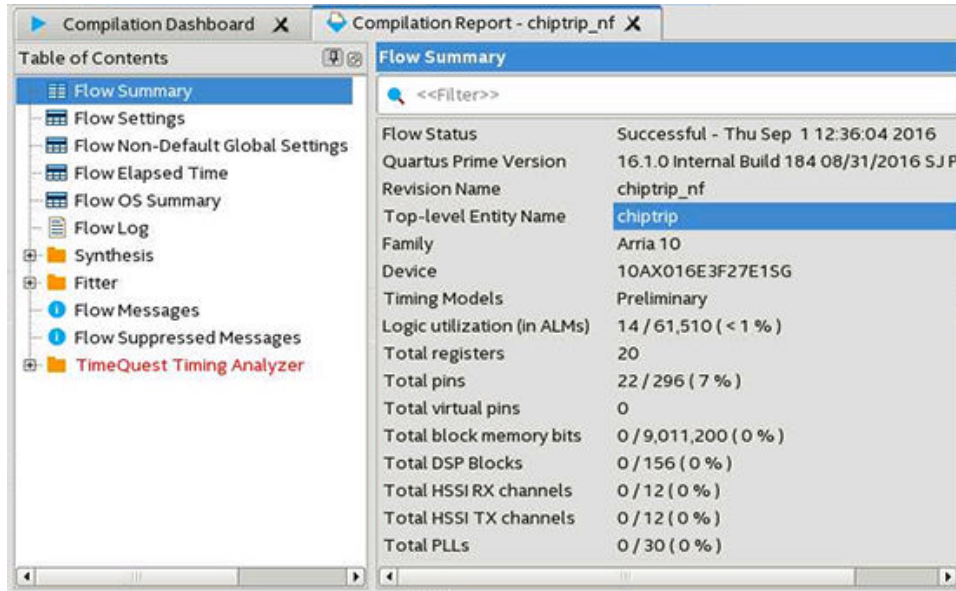 Compilation Dashboard X
Compilation Report - chiptrip_nf X
Table of Contents
Flow Summary
Flow Settings
Flow Non-Default Global Settings
Flow Elapsed Time
Flow OS Summary
Flow Log
Synthesis
Fitter
Flow Messages
Flow Suppressed Messages
TimeQuest Timing Analyzer
Flow Summary
<<Filter>>
Flow Status Successful - Thu Sep 1 12:36:04 2016
Quartus Prime Version 16.1.0 Internal Build 184 08/31/2016 SJ
Revision Name chiptrip_nf
Top-level Entity Name chiptrip
Family Arria 10
Device 10AX016E3F27E1SG
Timing Models Preliminary
Logic utilization (in ALMs) 14 / 61,510 ( < 1 % )
Total registers 20
Total pins 22 / 296 ( 7 % )
Total virtual pins 0
Total block memory bits 0 / 9,011,200 ( 0 % )
Total DSP Blocks 0 / 156 ( 0 % )
Total HSSI RX channels 0 / 12 ( 0 % )
Total HSSI TX channels 0 / 12 ( 0 % )
Total PLLs 0 / 30 ( 0 % )